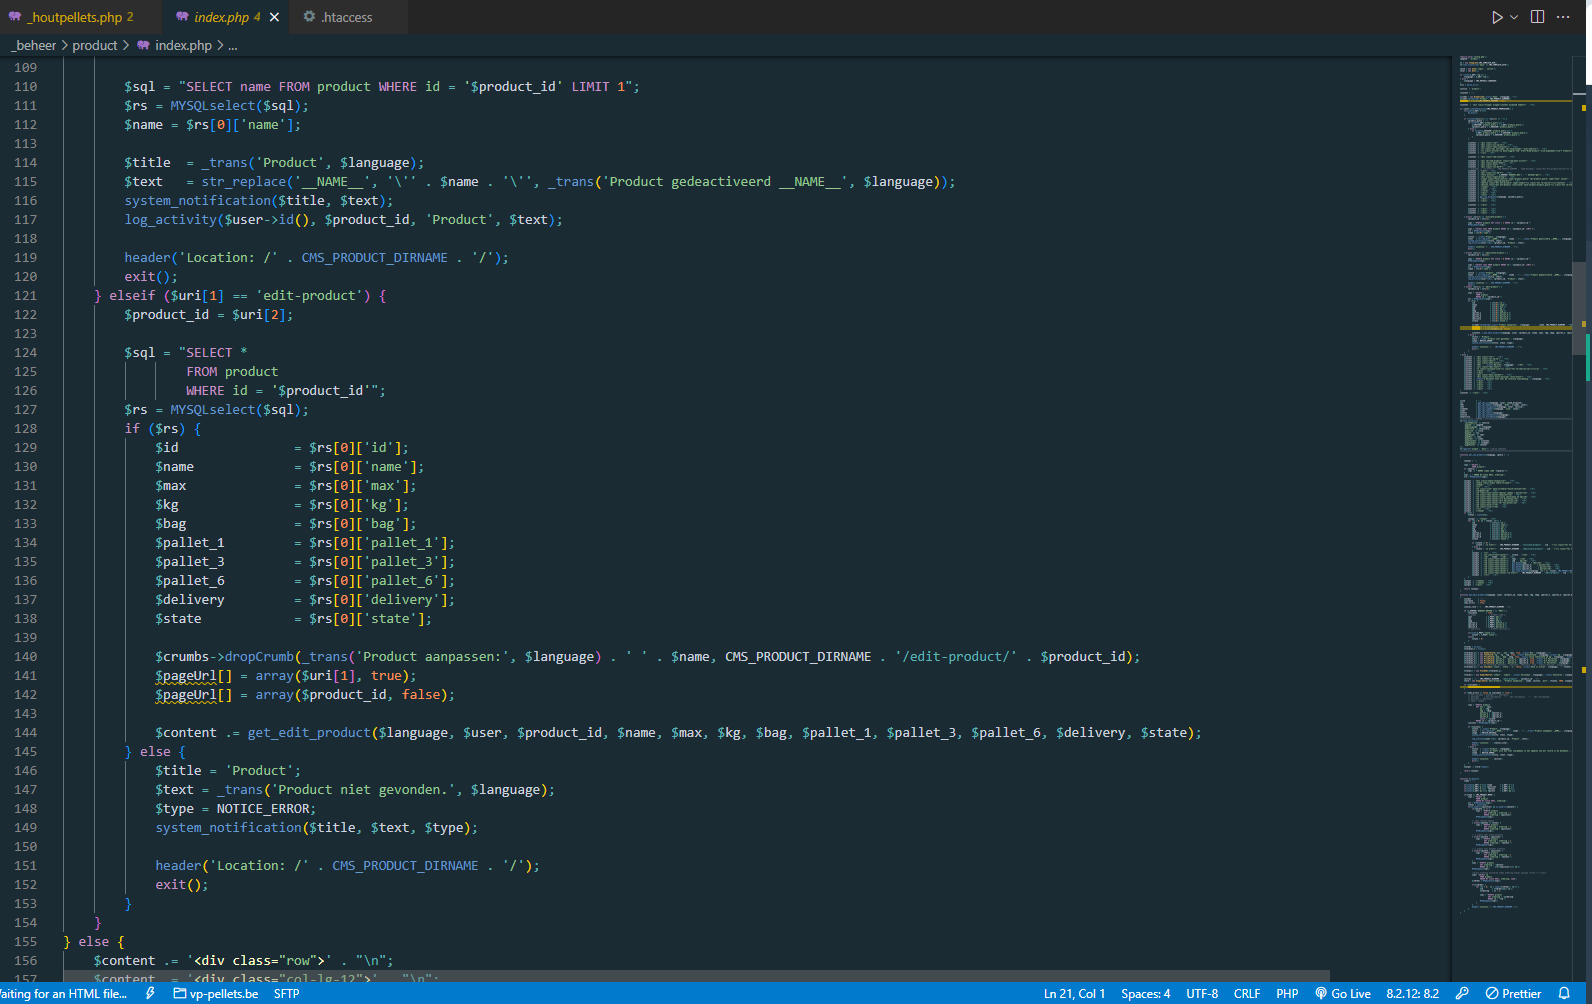 _houtpellets.php 2 index.php 4 × .htaccess
_beheer > product > index.php > ...
109
110 $sql = "SELECT name FROM product WHERE id = '$product_id' LIMIT 1";
111 $rs = MYSQLselect($sql);
112 $name = $rs[0]['name'];
113
114 $title  = _trans('Product', $language);
115 $text   = str_replace('__NAME__', '\'' . $name . '\'', _trans('Product gedeactiveerd __NAME__', $language));
116 system_notification($title, $text);
117 log_activity($user->id(), $product_id, 'Product', $text);
118
119 header('Location: /' . CMS_PRODUCT_DIRNAME . '/');
120 exit();
121 } elseif ($uri[1] == 'edit-product') {
122 $product_id = $uri[2];
123
124 $sql = "SELECT *
125 FROM product
126 WHERE id = '$product_id'";
127 $rs = MYSQLselect($sql);
128 if ($rs) {
129 $id = $rs[0]['id'];
130 $name = $rs[0]['name'];
131 $max = $rs[0]['max'];
132 $kg = $rs[0]['kg'];
133 $bag = $rs[0]['bag'];
134 $pallet_1 = $rs[0]['pallet_1'];
135 $pallet_3 = $rs[0]['pallet_3'];
136 $pallet_6 = $rs[0]['pallet_6'];
137 $delivery = $rs[0]['delivery'];
138 $state = $rs[0]['state'];
139
140 $crumbs->dropCrumb(_trans('Product aanpassen:', $language) . ' ' . $name, CMS_PRODUCT_DIRNAME . '/edit-product/' . $product_id);
141 $pageUrl[] = array($uri[1], true);
142 $pageUrl[] = array($product_id, false);
143
144 $content .= get_edit_product($language, $user, $product_id, $name, $max, $kg, $bag, $pallet_1, $pallet_3, $pallet_6, $delivery, $state);
145 } else {
146 $title = 'Product';
147 $text = _trans('Product niet gevonden.', $language);
148 $type = NOTICE_ERROR;
149 system_notification($title, $text, $type);
150
151 header('Location: /' . CMS_PRODUCT_DIRNAME . '/');
152 exit();
153 }
154 }
155 } else {
156 $content .= '<div class="row">' . "\n";
157 $content .= '<div class="col-lg-12">' . "\n";
aiting for an HTML file... vp-pellets.be SFTP Ln 21, Col 1 Spaces: 4 UTF-8 CRLF PHP Go Live 8.2.12: 8.2 Prettier